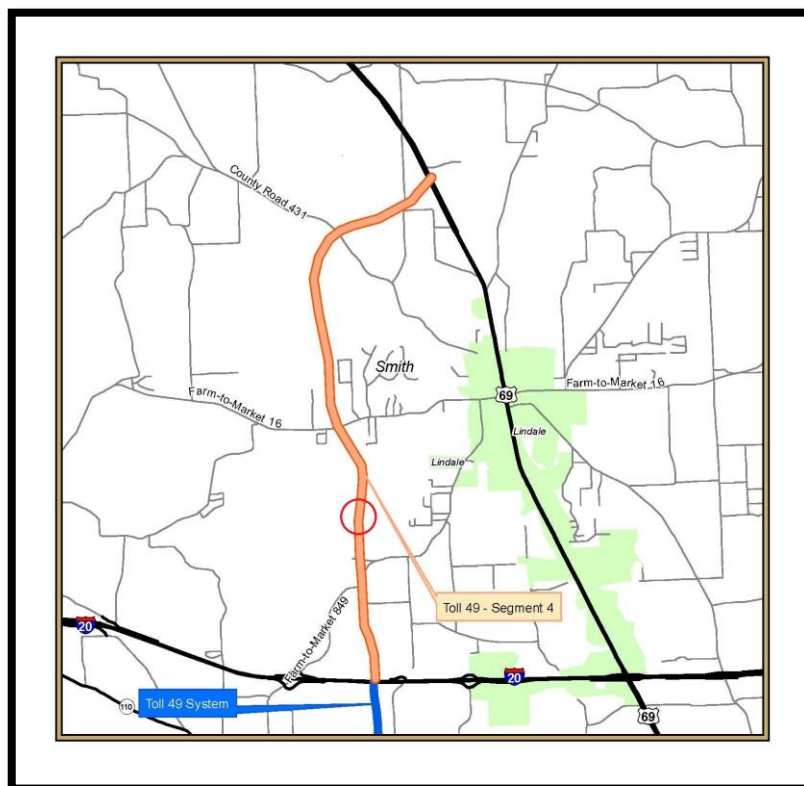 County Road 431
Smith
Farm-to-Market 16
69
Farm-to-Market 16
Lindale
Lindale
Toll 49 - Segment 4
Farm-to-Market 849
20
20
110
Toll 49 System
69